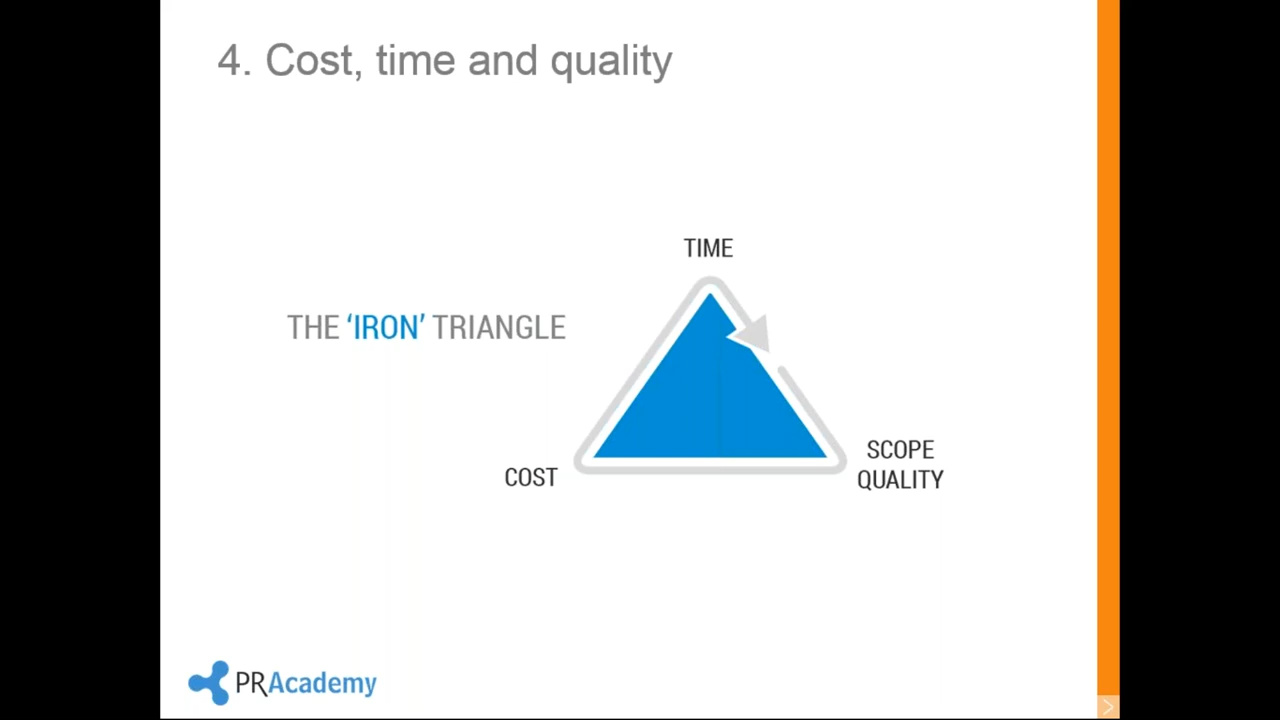 4. Cost, time and quality
TIME
THE ‘IRON’ TRIANGLE
COST
SCOPE
QUALITY
PRAcademy